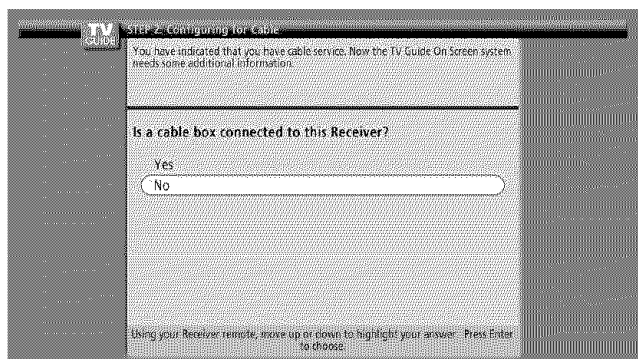 TV
GUIDE
STEP 2. Configuring for Cable
You have indicated that you have cable service. Now the TV Guide On Screen system
needs some additional information.
Is a cable box connected to this Receiver?
Yes
No
Using your Receiver remote, move up or down to highlight your answer. Press Enter
to choose.